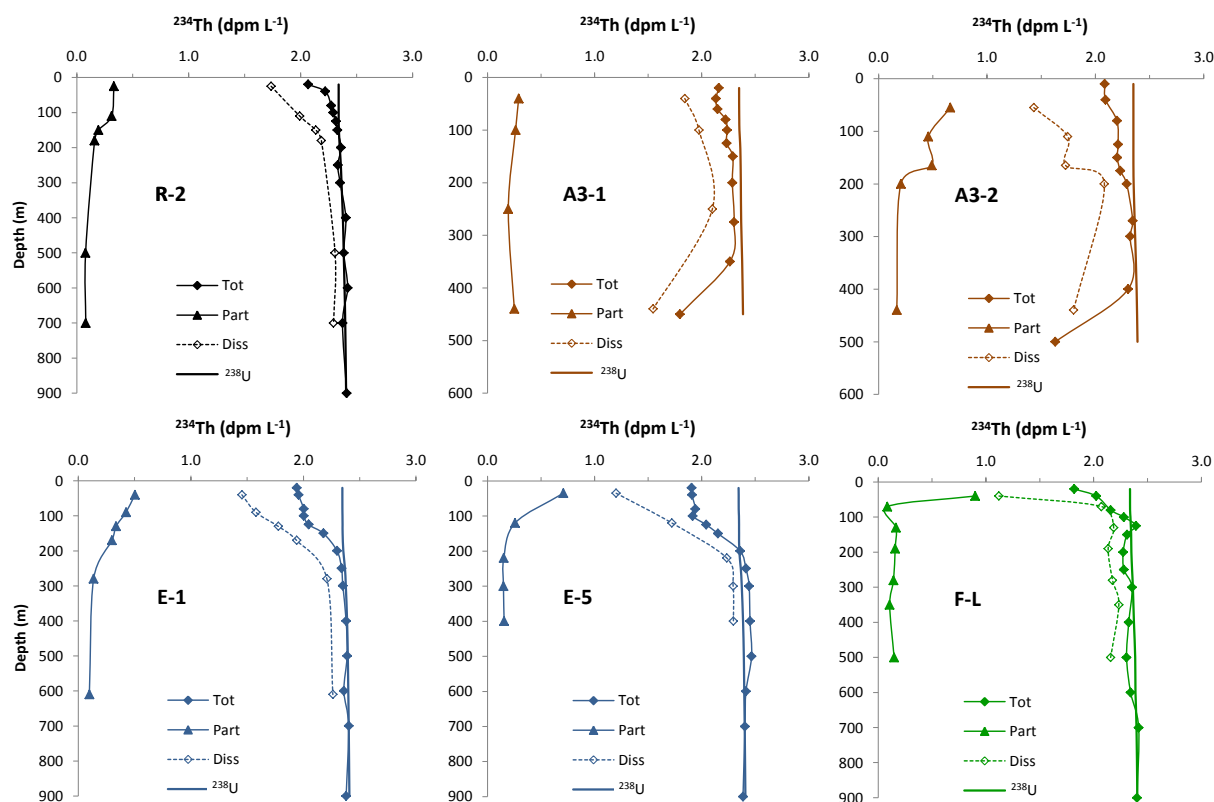 ²³⁴Th (dpm L⁻¹)
0.0 1.0 2.0 3.0
0
100
200
300
400
500
600
700
800
900
Depth (m)
R-2
Tot
Part
Diss
²³⁸U
²³⁴Th (dpm L⁻¹)
0.0 1.0 2.0 3.0
0
100
200
300
400
500
600
A3-1
Tot
Part
Diss
²³⁸U
²³⁴Th (dpm L⁻¹)
0.0 1.0 2.0 3.0
0
100
200
300
400
500
600
A3-2
Tot
Part
Diss
²³⁸U
²³⁴Th (dpm L⁻¹)
0.0 1.0 2.0 3.0
0
100
200
300
400
500
600
700
800
900
Depth (m)
E-1
Tot
Part
Diss
²³⁸U
²³⁴Th (dpm L⁻¹)
0.0 1.0 2.0 3.0
0
100
200
300
400
500
600
700
800
900
E-5
Tot
Part
Diss
²³⁸U
²³⁴Th (dpm L⁻¹)
0.0 1.0 2.0 3.0
0
100
200
300
400
500
600
700
800
900
F-L
Tot
Part
Diss
²³⁸U